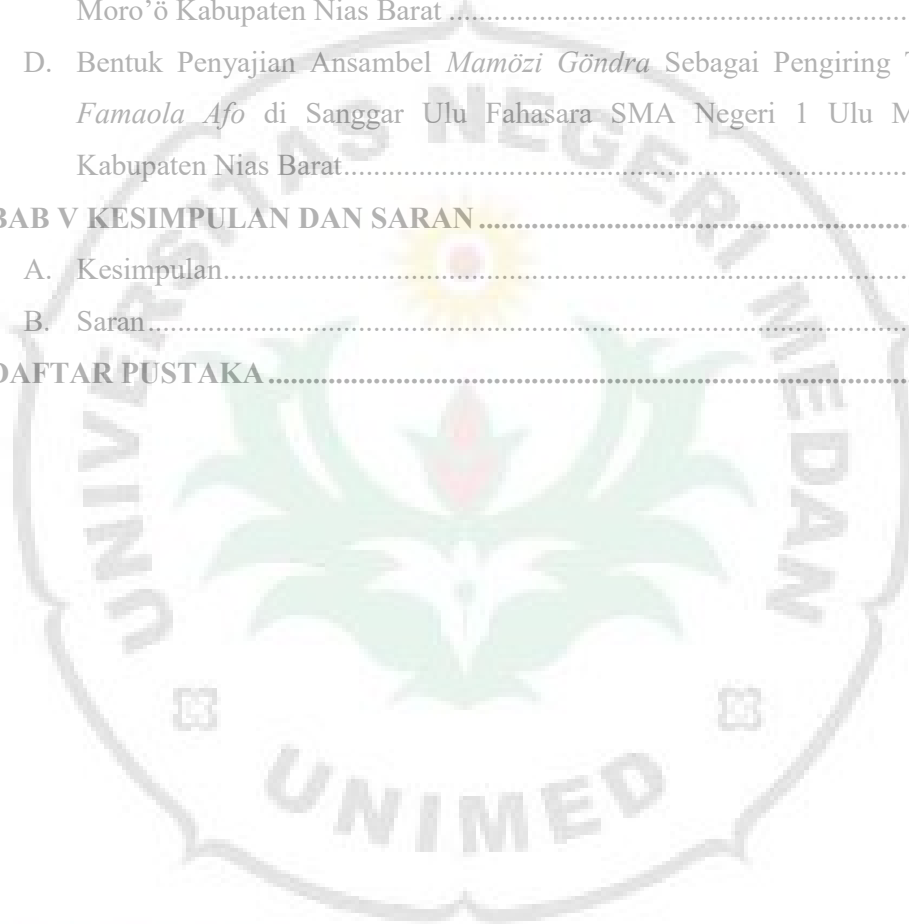 Moro’ö Kabupaten Nias Barat ........................................................................
D. Bentuk Penyajian Ansambel Mamözi Göndra Sebagai Pengiring
Famaola Afo di Sanggar Ulu Fahasara SMA Negeri 1 Ulu
Kabupaten Nias Barat........................................................................
BAB V KESIMPULAN DAN SARAN ........................................................................
A. Kesimpulan........................................................................
B. Saran........................................................................
DAFTAR PUSTAKA ........................................................................
UNIVERSITAS NEGERI MEDAN
UNIMED